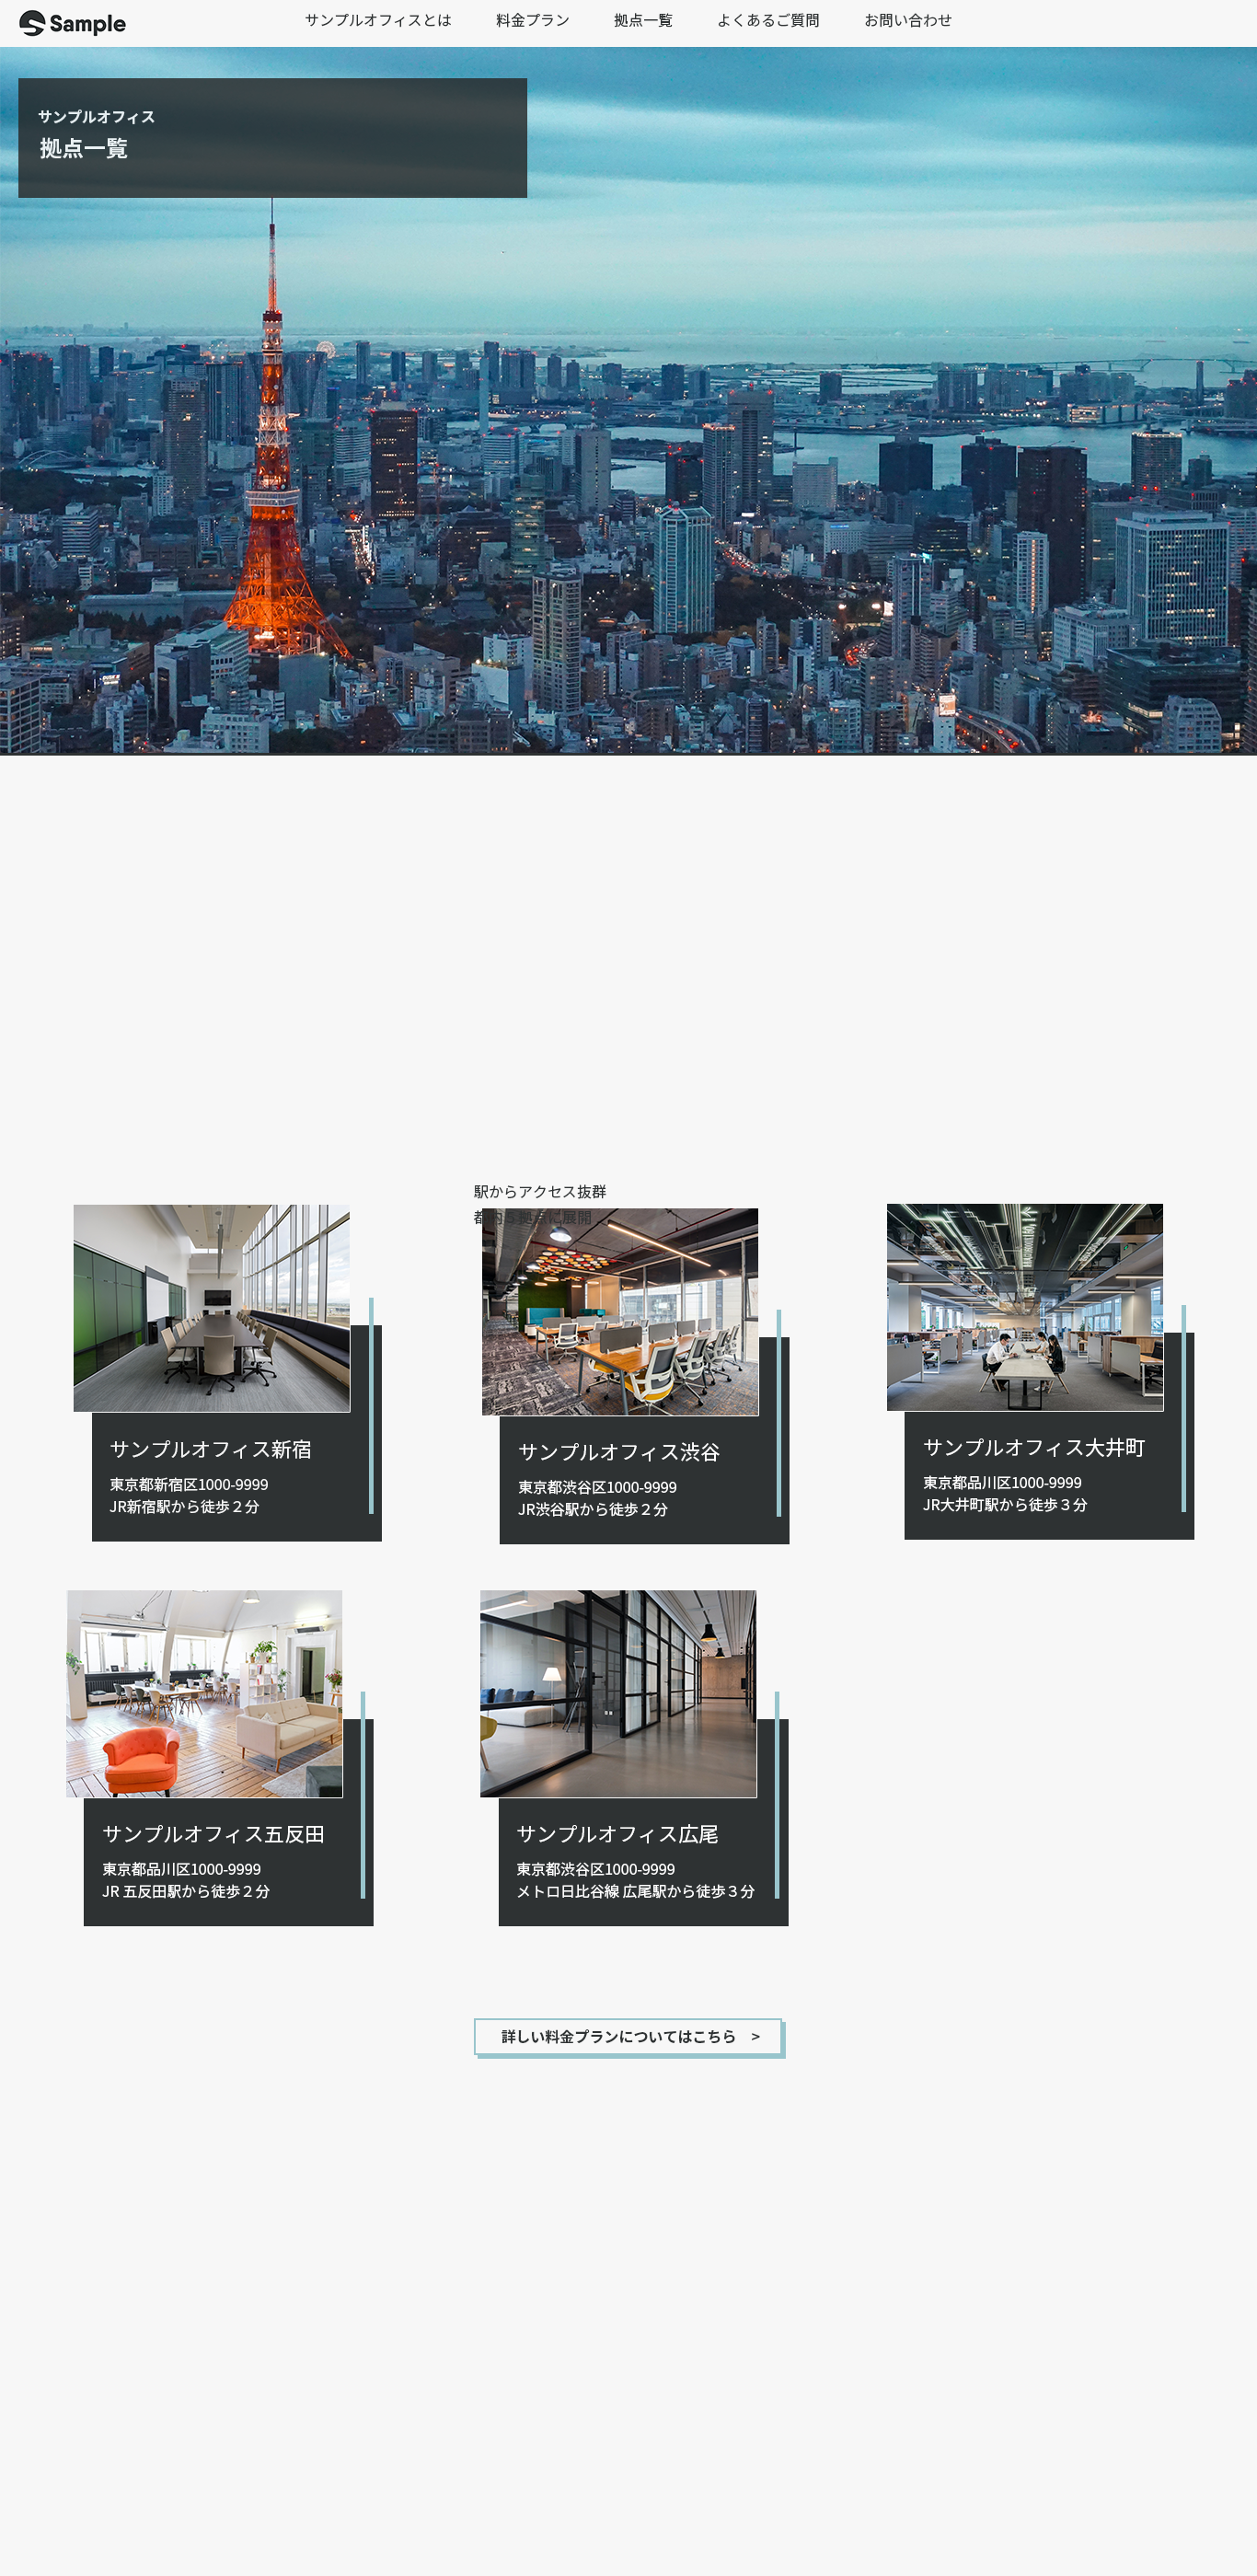 Sample
サンプルオフィスとは
料金プラン
拠点一覧
よくあるご質問
お問い合わせ
サンプルオフィス
拠点一覧
駅からアクセス抜群
展開
サンプルオフィス新宿
東京都新宿区1000-9999
JR新宿駅から徒歩２分
サンプルオフィス渋谷
東京都渋谷区1000-9999
JR渋谷駅から徒歩２分
サンプルオフィス大井町
東京都品川区1000-9999
JR大井町駅から徒歩３分
サンプルオフィス五反田
東京都品川区1000-9999
JR 五反田駅から徒歩２分
サンプルオフィス広尾
東京都渋谷区1000-9999
メトロ日比谷線 広尾駅から徒歩３分
詳しい料金プランについてはこちら　>